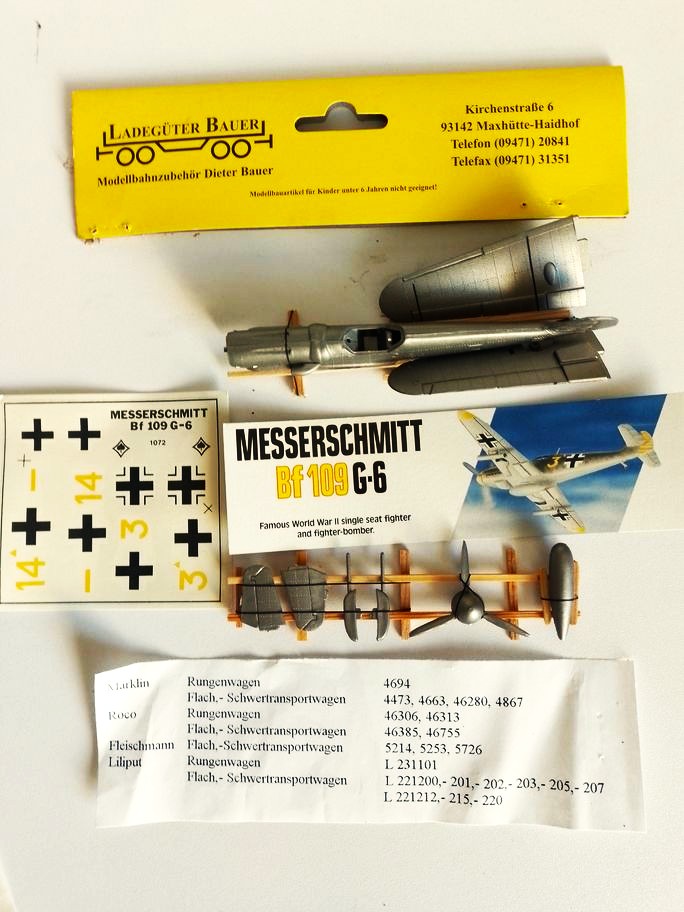 LADEGÜTER BAUER
Modellbahnzubehör Dieter Bauer
Kirchenstraße 6
93142 Maxhütte-Haidhof
Telefon (09471) 20841
Telefax (09471) 31351
Modellbauartikel für Kinder unter 6 Jahren nicht geeignet!
MESSERSCHMITT
Bf 109 G-6
1072
14
3
14
3
MESSERSCHMITT
Bf 109 G-6
Famous World War II single seat fighter
and fighter-bomber.
3
Märklin Rungenwagen 4694
Flach,- Schwertransportwagen 4473, 4663, 46280, 4867
Roco Rungenwagen 46306, 46313
Flach,- Schwertransportwagen 46385, 46755
Fleischmann Flach,-Schwertransportwagen 5214, 5253, 5726
Liliput Rungenwagen L 231101
Flach,- Schwertransportwagen L 221200,- 201,- 202,- 203,- 205,- 207
L 221212,- 215,- 220